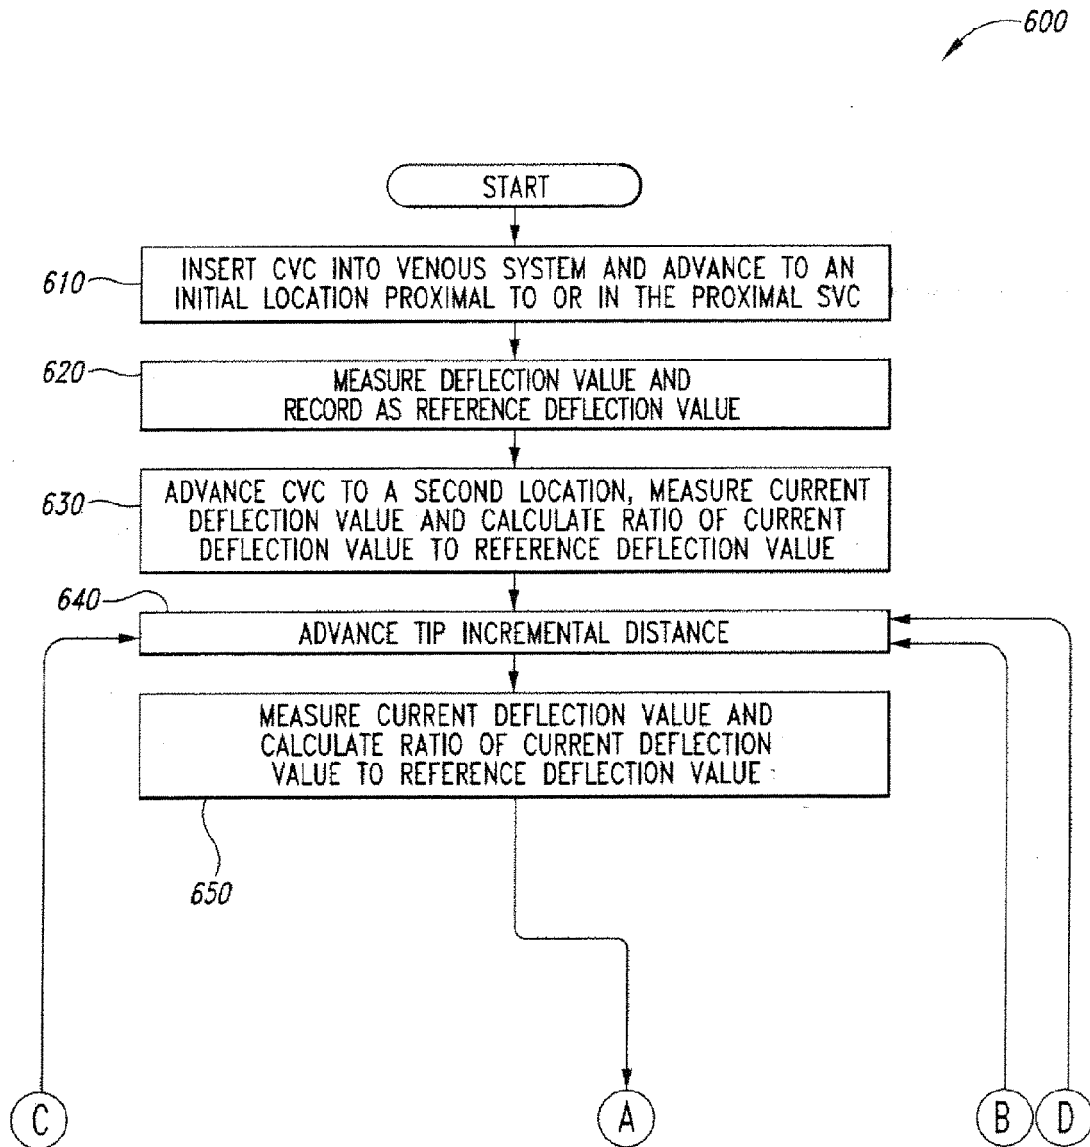 600
START
610
INSERT CVC INTO VENOUS SYSTEM AND ADVANCE TO AN
INITIAL LOCATION PROXIMAL TO OR IN THE PROXIMAL SVC
620
MEASURE DEFLECTION VALUE AND
RECORD AS REFERENCE DEFLECTION VALUE
630
ADVANCE CVC TO A SECOND LOCATION, MEASURE CURRENT
DEFLECTION VALUE AND CALCULATE RATIO OF CURRENT
DEFLECTION VALUE TO REFERENCE DEFLECTION VALUE
640
ADVANCE TIP INCREMENTAL DISTANCE
MEASURE CURRENT DEFLECTION VALUE AND
CALCULATE RATIO OF CURRENT DEFLECTION
VALUE TO REFERENCE DEFLECTION VALUE
650
C
A
B
D